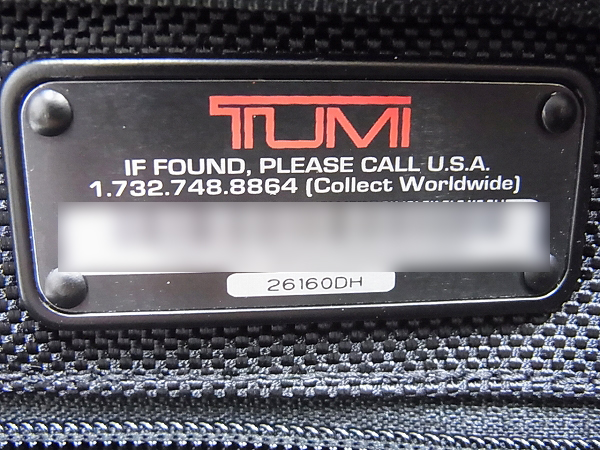 TUMI
IF FOUND, PLEASE CALL U.S.A.
1.732.748.8864 (Collect Worldwide)
26160DH